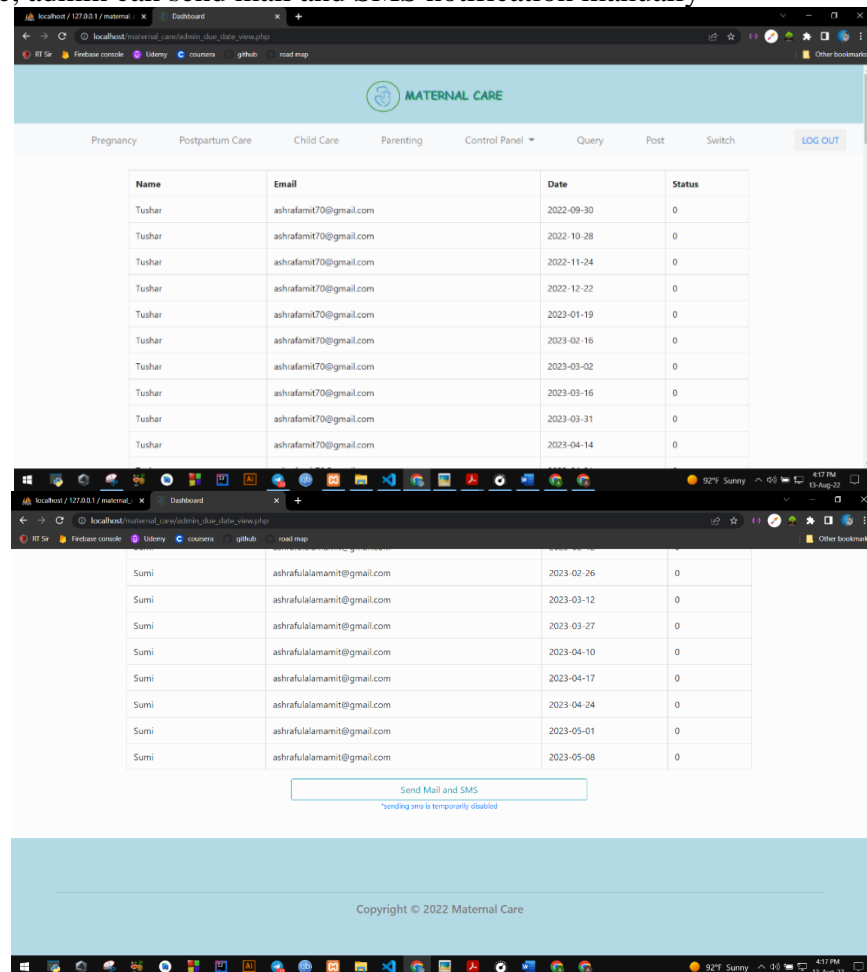 , admin can send mail and SMS notification manually
localhost / 127.0.0.1 / maternal_c
Dashboard
localhost/maternal_care/admin_due_date_view.php
RT Sir Firebase console Udemy coursera github road map Other bookmarks
MATERNAL CARE
Pregnancy Postpartum Care Child Care Parenting Control Panel Query Post Switch LOG OUT
Name Email Date Status
Tushar ashrafamit70@gmail.com 2022-09-30 0
Tushar ashrafamit70@gmail.com 2022-10-28 0
Tushar ashrafamit70@gmail.com 2022-11-24 0
Tushar ashrafamit70@gmail.com 2022-12-22 0
Tushar ashrafamit70@gmail.com 2023-01-19 0
Tushar ashrafamit70@gmail.com 2023-02-16 0
Tushar ashrafamit70@gmail.com 2023-03-02 0
Tushar ashrafamit70@gmail.com 2023-03-16 0
Tushar ashrafamit70@gmail.com 2023-03-31 0
Tushar ashrafamit70@gmail.com 2023-04-14 0
92°F Sunny 4:17 PM
13-Aug-22
localhost / 127.0.0.1 / maternal_c
Dashboard
localhost/maternal_care/admin_due_date_view.php
RT Sir Firebase console Udemy coursera github road map Other bookmark
Sumi ashrafulalamamit@gmail.com 2023-02-26 0
Sumi ashrafulalamamit@gmail.com 2023-03-12 0
Sumi ashrafulalamamit@gmail.com 2023-03-27 0
Sumi ashrafulalamamit@gmail.com 2023-04-10 0
Sumi ashrafulalamamit@gmail.com 2023-04-17 0
Sumi ashrafulalamamit@gmail.com 2023-04-24 0
Sumi ashrafulalamamit@gmail.com 2023-05-01 0
Sumi ashrafulalamamit@gmail.com 2023-05-08 0
Send Mail and SMS
*sending sms is temporarily disabled
Copyright © 2022 Maternal Care
92°F Sunny 4:17 PM